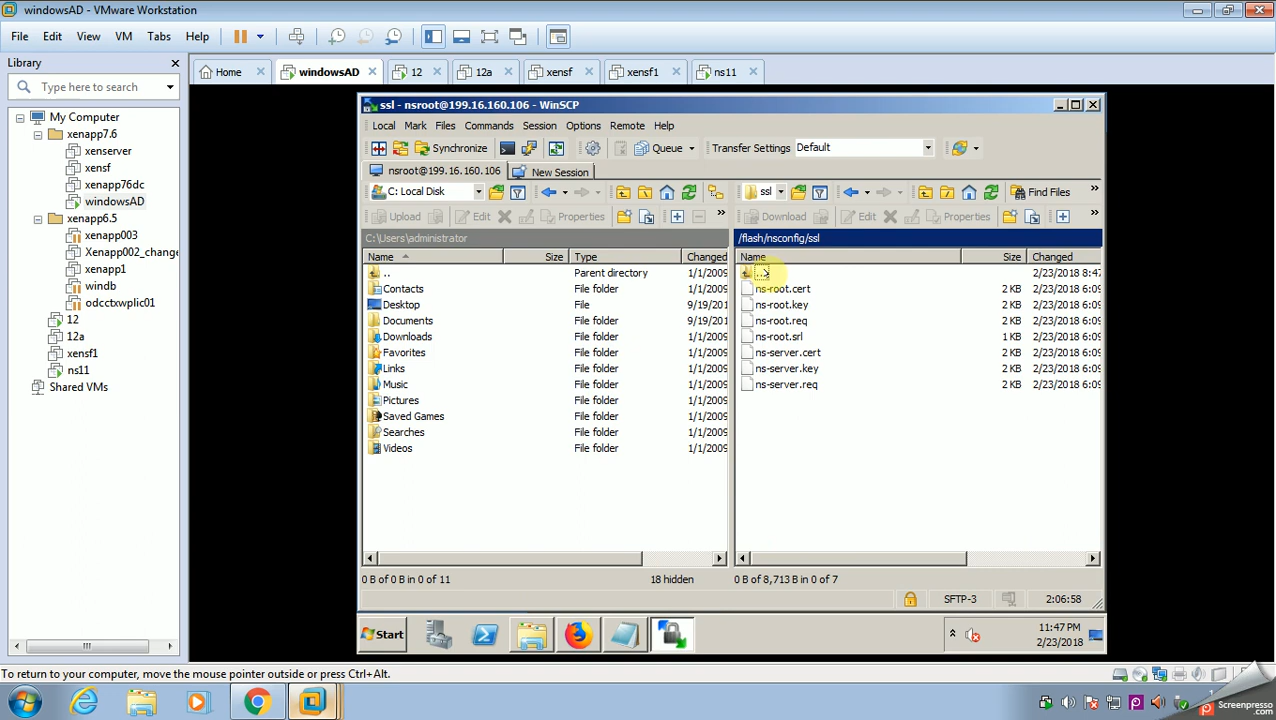 windowsAD - VMware Workstation
File Edit View VM Tabs Help
Library
Type here to search
My Computer
xenapp7.6
xenserver
xensf
xenapp76dc
windowsAD
xenapp6.5
xenapp003
Xenapp002_change
xenapp1
windb
odcctxwplic01
12
12a
xensf1
ns11
Shared VMs
Home windowsAD 12 12a xensf xensf1 ns11
ssl - nsroot@199.16.160.106 - WinSCP
Local Mark Files Commands Session Options Remote Help
Synchronize Queue Transfer Settings Default
nsroot@199.16.160.106 New Session
C: Local Disk
ssl Find Files
Upload Edit Properties
Download Edit Properties
C:\Users\administrator
/flash/nsconfig/ssl
Name Size Type Changed
.. Parent directory 1/1/2009
Contacts File folder 1/1/2009
Desktop File 9/19/201
Documents File folder 9/19/201
Downloads File folder 1/1/2009
Favorites File folder 1/1/2009
Links File folder 1/1/2009
Music File folder 1/1/2009
Pictures File folder 1/1/2009
Saved Games File folder 1/1/2009
Searches File folder 1/1/2009
Videos File folder 1/1/2009
Name Size Changed
.. 2/23/2018 8:47
ns-root.cert 2 KB 2/23/2018 6:09
ns-root.key 2 KB 2/23/2018 6:09
ns-root.req 2 KB 2/23/2018 6:09
ns-root.srl 1 KB 2/23/2018 6:09
ns-server.cert 2 KB 2/23/2018 6:09
ns-server.key 2 KB 2/23/2018 6:09
ns-server.req 2 KB 2/23/2018 6:09
0 B of 0 B in 0 of 11 18 hidden
0 B of 8,713 B in 0 of 7
SFTP-3 2:06:58
Start
11:47 PM
2/23/2018
To return to your computer, move the mouse pointer outside or press Ctrl+Alt.
Screenpresso
.com